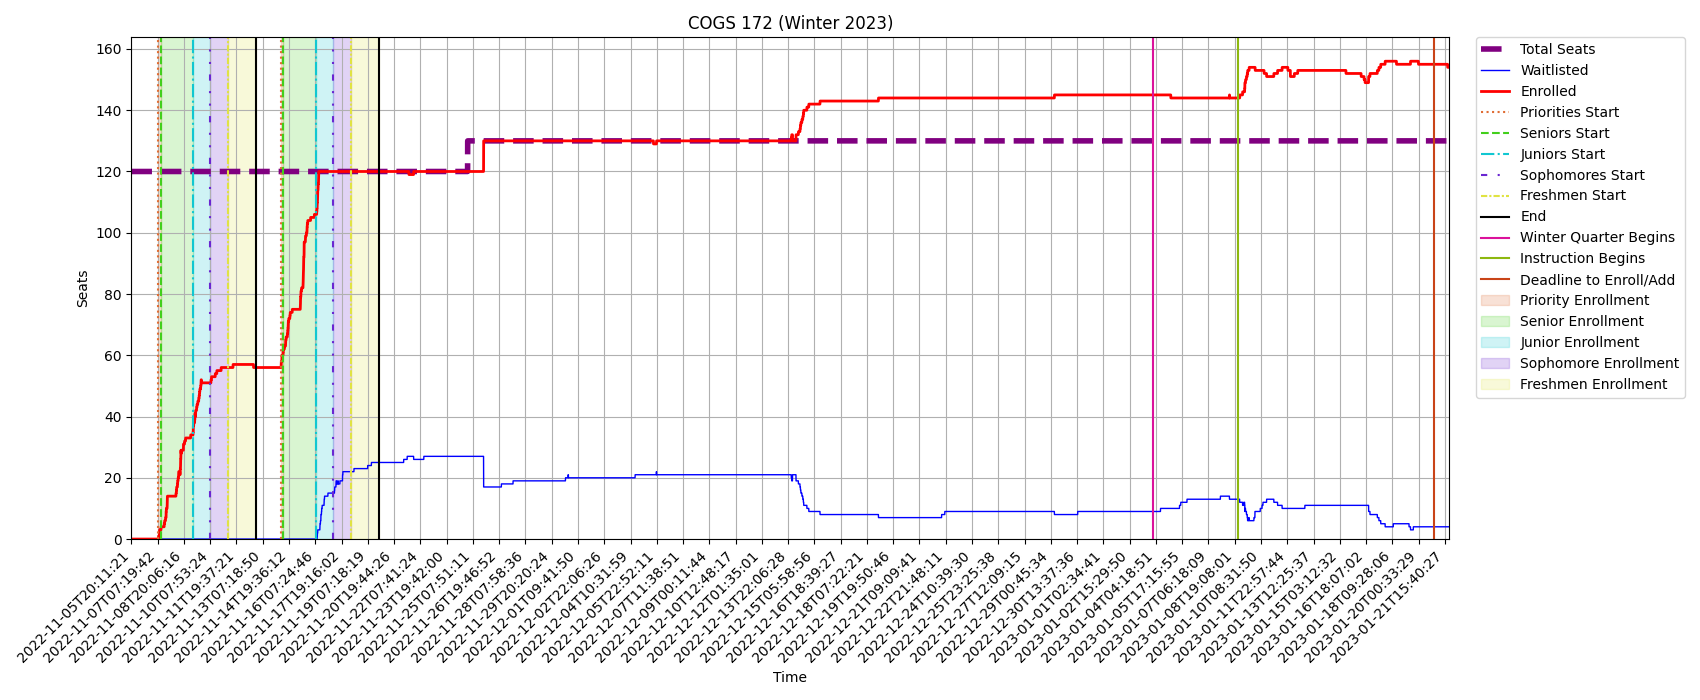 COGS 172 (Winter 2023)
Seats
160
140
120
100
80
60
40
20
0
2022-11-05T20:11:21
2022-11-07T07:19:42
2022-11-08T20:06:16
2022-11-10T07:53:24
2022-11-11T19:37:21
2022-11-13T07:18:50
2022-11-14T19:36:12
2022-11-16T07:24:46
2022-11-17T19:16:02
2022-11-19T07:18:19
2022-11-20T19:44:26
2022-11-22T07:41:24
2022-11-23T19:42:00
2022-11-25T07:51:11
2022-11-26T19:46:52
2022-11-28T07:58:36
2022-11-29T20:20:24
2022-12-01T09:41:50
2022-12-02T22:06:26
2022-12-04T10:31:59
2022-12-05T22:52:11
2022-12-07T11:38:51
2022-12-09T00:11:44
2022-12-10T12:48:17
2022-12-12T01:35:01
2022-12-13T22:06:28
2022-12-15T05:58:56
2022-12-16T18:39:27
2022-12-18T07:22:21
2022-12-19T19:50:46
2022-12-21T09:09:41
2022-12-22T21:48:11
2022-12-24T10:39:30
2022-12-25T23:25:38
2022-12-27T12:09:15
2022-12-29T00:45:34
2022-12-30T13:37:36
2023-01-01T02:34:41
2023-01-02T15:29:50
2023-01-04T04:18:51
2023-01-05T17:15:55
2023-01-07T06:18:09
2023-01-08T19:08:01
2023-01-10T08:31:50
2023-01-11T22:57:44
2023-01-13T13:25:37
2023-01-15T03:12:32
2023-01-16T18:07:02
2023-01-18T09:28:06
2023-01-20T00:33:29
2023-01-21T15:40:27
Time
Total Seats
Waitlisted
Enrolled
Priorities Start
Seniors Start
Juniors Start
Sophomores Start
Freshmen Start
End
Winter Quarter Begins
Instruction Begins
Deadline to Enroll/Add
Priority Enrollment
Senior Enrollment
Junior Enrollment
Sophomore Enrollment
Freshmen Enrollment